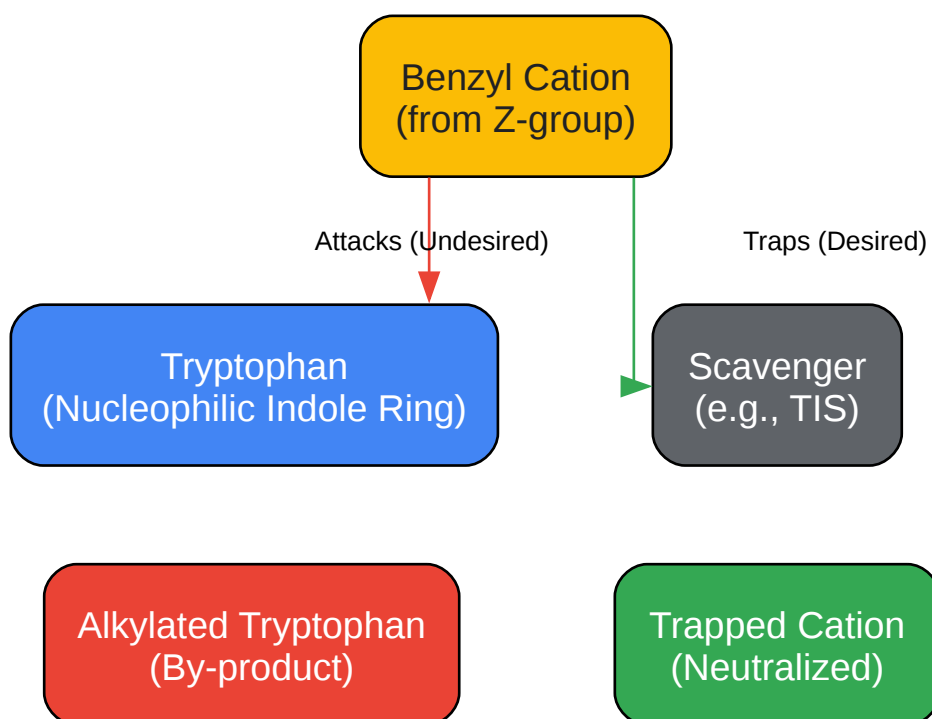 Benzyl Cation
(from Z-group)
Attacks (Undesired)
Traps (Desired)
Tryptophan
(Nucleophilic Indole Ring)
Scavenger
(e.g., TIS)
Alkylated Tryptophan
(By-product)
Trapped Cation
(Neutralized)